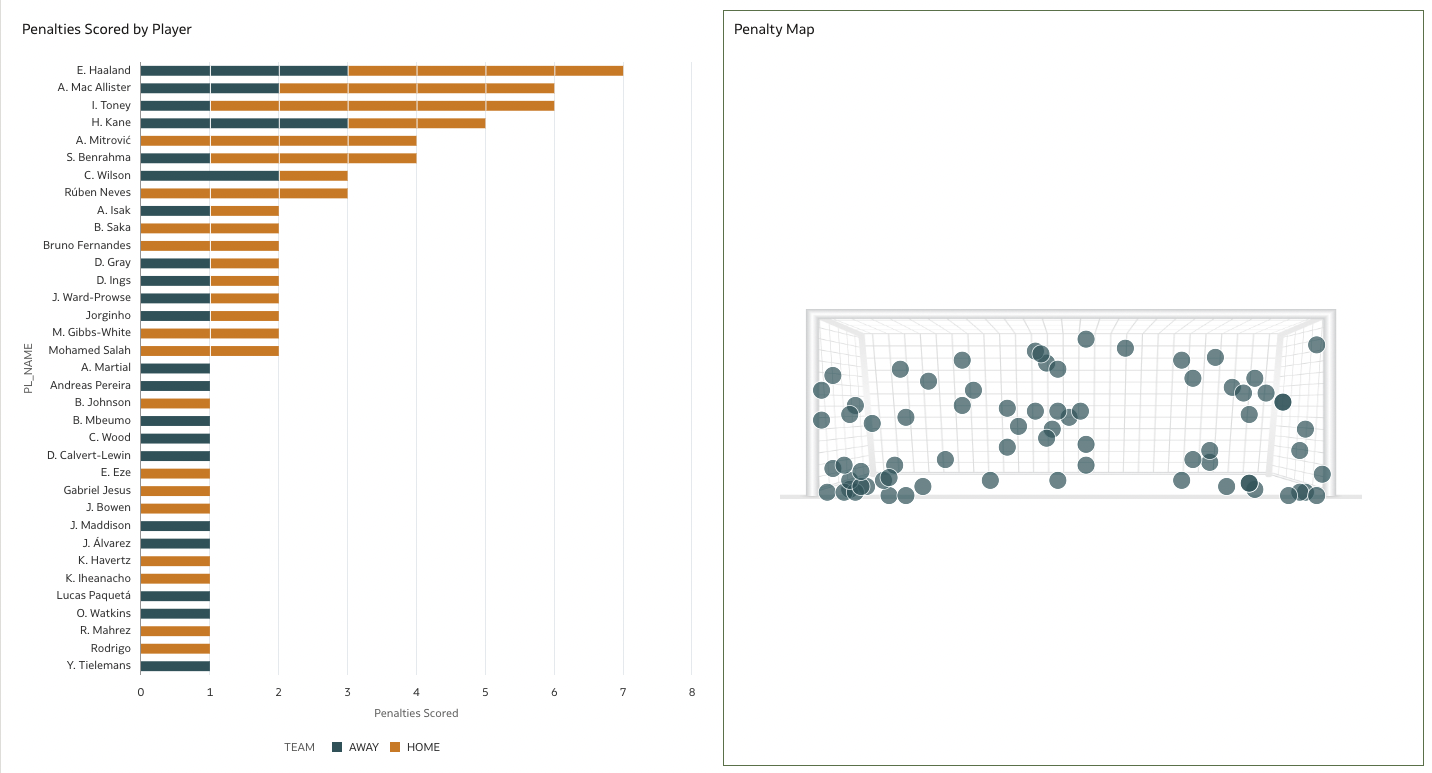 Penalties Scored by Player
E. Haaland
A. Mac Allister
I. Toney
H. Kane
A. Mitrović
S. Benrahma
C. Wilson
Rúben Neves
A. Isak
B. Saka
Bruno Fernandes
D. Gray
D. Ings
J. Ward-Prowse
Jorginho
M. Gibbs-White
Mohamed Salah
A. Martial
Andreas Pereira
B. Johnson
B. Mbeumo
C. Wood
D. Calvert-Lewin
E. Eze
Gabriel Jesus
J. Bowen
J. Maddison
J. Álvarez
K. Havertz
K. Iheanacho
Lucas Paquetá
O. Watkins
R. Mahrez
Rodrigo
Y. Tielemans
PL_NAME
0 1 2 3 4 5 6 7 8
Penalties Scored
TEAM AWAY HOME
Penalty Map